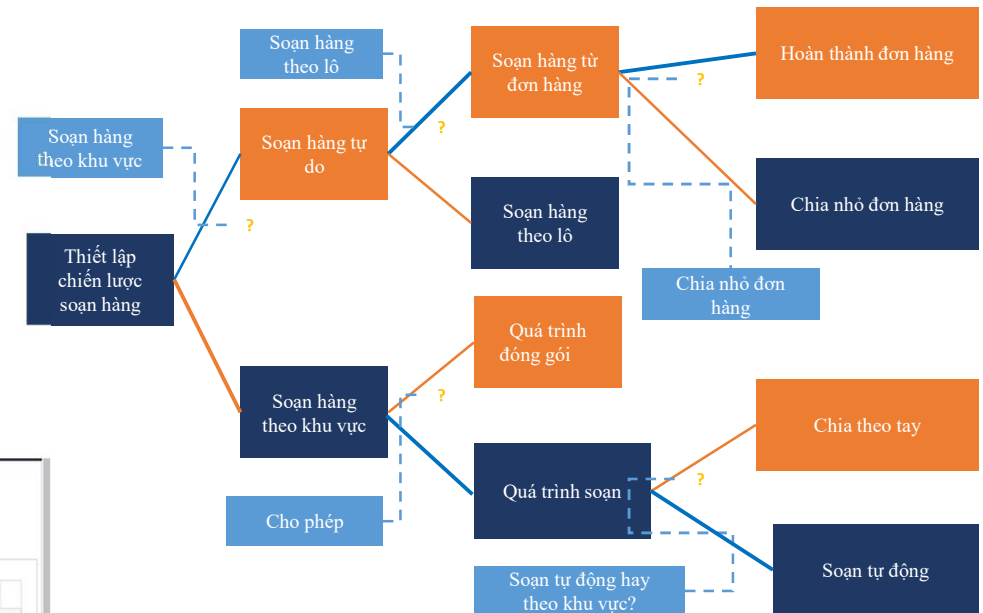 Soạn hàng
theo lô
Soạn hàng từ
đơn hàng
Hoàn thành đơn hàng
?
?
Soạn hàng
theo khu vực
Soạn hàng tự
do
?
Soạn hàng
theo lô
Chia nhỏ đơn hàng
Thiết lập
chiến lược
soạn hàng
Chia nhỏ đơn
hàng
Quá trình
đóng gói
?
Soạn hàng
theo khu vực
Chia theo tay
?
Quá trình soạn
Cho phép
Soạn tự động
Soạn tự động hay
theo khu vực?